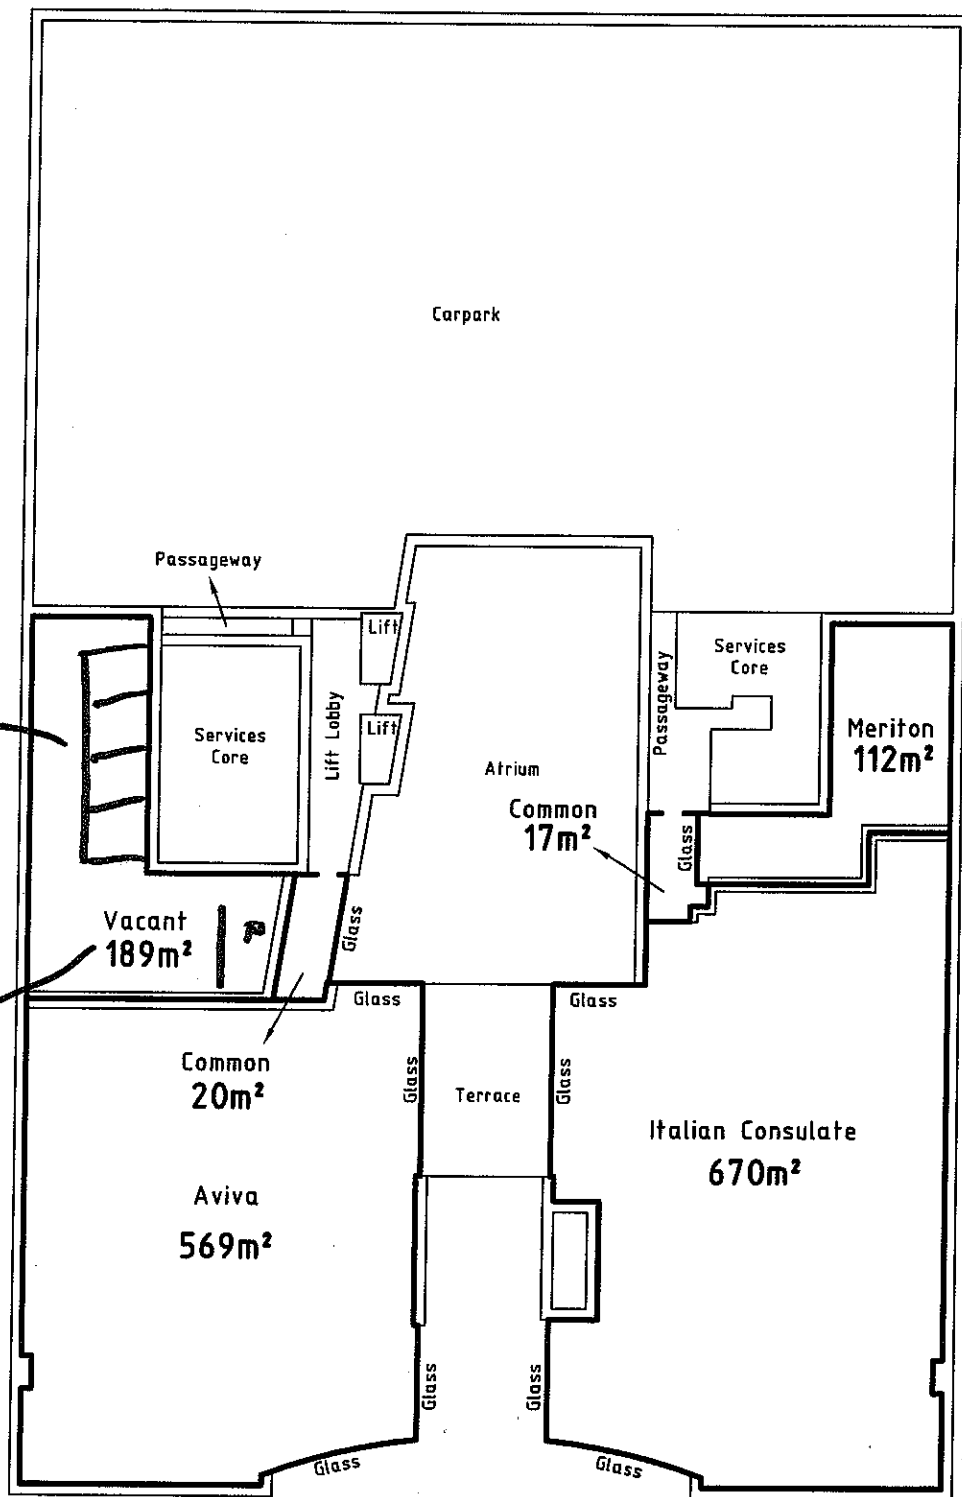 Carpark
Passageway
Lift
Services
Core
Passageway
Services
Core
Lift Lobby
Lift
Meriton
112m²
Atrium
Common
17m²
Glass
Vacant
189m²
Glass
Glass
Glass
Common
20m²
Glass
Terrace
Glass
Italian Consulate
670m²
Aviva
569m²
Glass
Glass
Glass
Glass